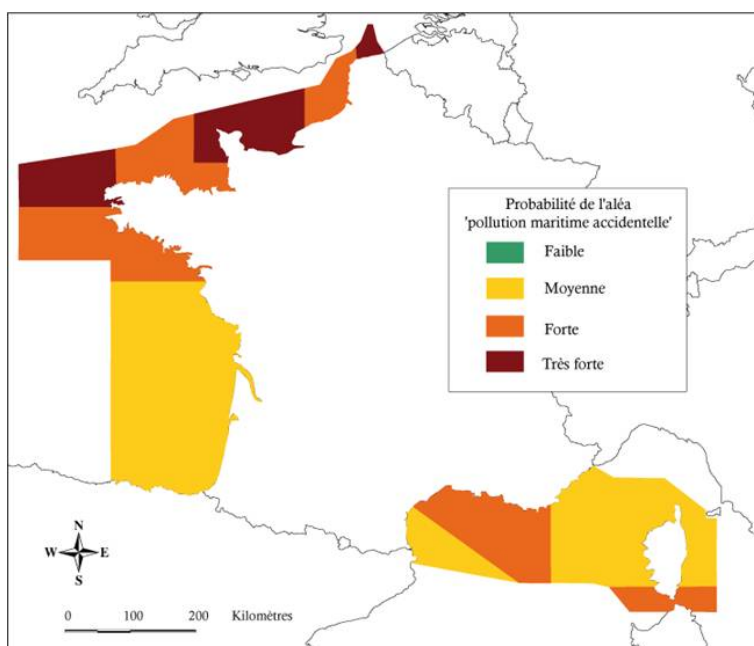 Probabilité de l'aléa
'pollution maritime accidentelle'
Faible
Moyenne
Forte
Très forte
N
W E
S
0 100 200 Kilomètres